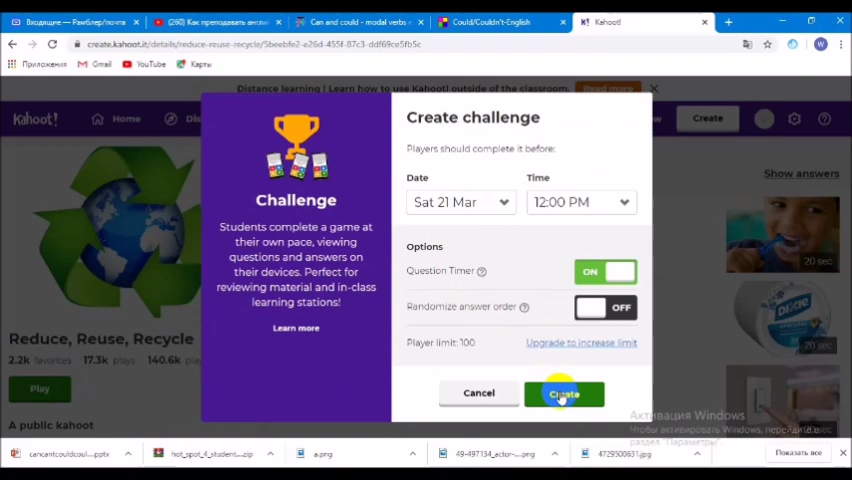 Входящие — Рамблер/почта
(260) Как преподавать англи
Can and could - modal verbs e
Could/Couldn't-English
Kahoot!
create.kahoot.it/details/reduce-reuse-recycle/5beebfe2-e26d-455f-87c3-ddf69ce5fb5c
Приложения
Gmail
YouTube
Карты
Distance learning | Learn how to use Kahoot! outside of the classroom.
Read more
Kahoot!
Home
Create
Show answers
Challenge
Students complete a game at
their own pace, viewing
questions and answers on
their devices. Perfect for
reviewing material and in-class
learning stations!
Learn more
Create challenge
Players should complete it before:
Date
Time
Sat 21 Mar
12:00 PM
Options
Question Timer
ON
Randomize answer order
OFF
Player limit: 100
Upgrade to increase limit
Cancel
Create
20 sec
20 sec
DIXIE
Reduce, Reuse, Recycle
2.2k favorites 17.3k plays 140.6k
Play
A public kahoot
Активация Windows
Чтобы активировать Windows, перейдите в
раздел "Параметры".
cancantcouldcoul....pptx
hot_spot_4_student....zip
a.png
49-497134_actor-....png
4729500631.jpg
Показать все